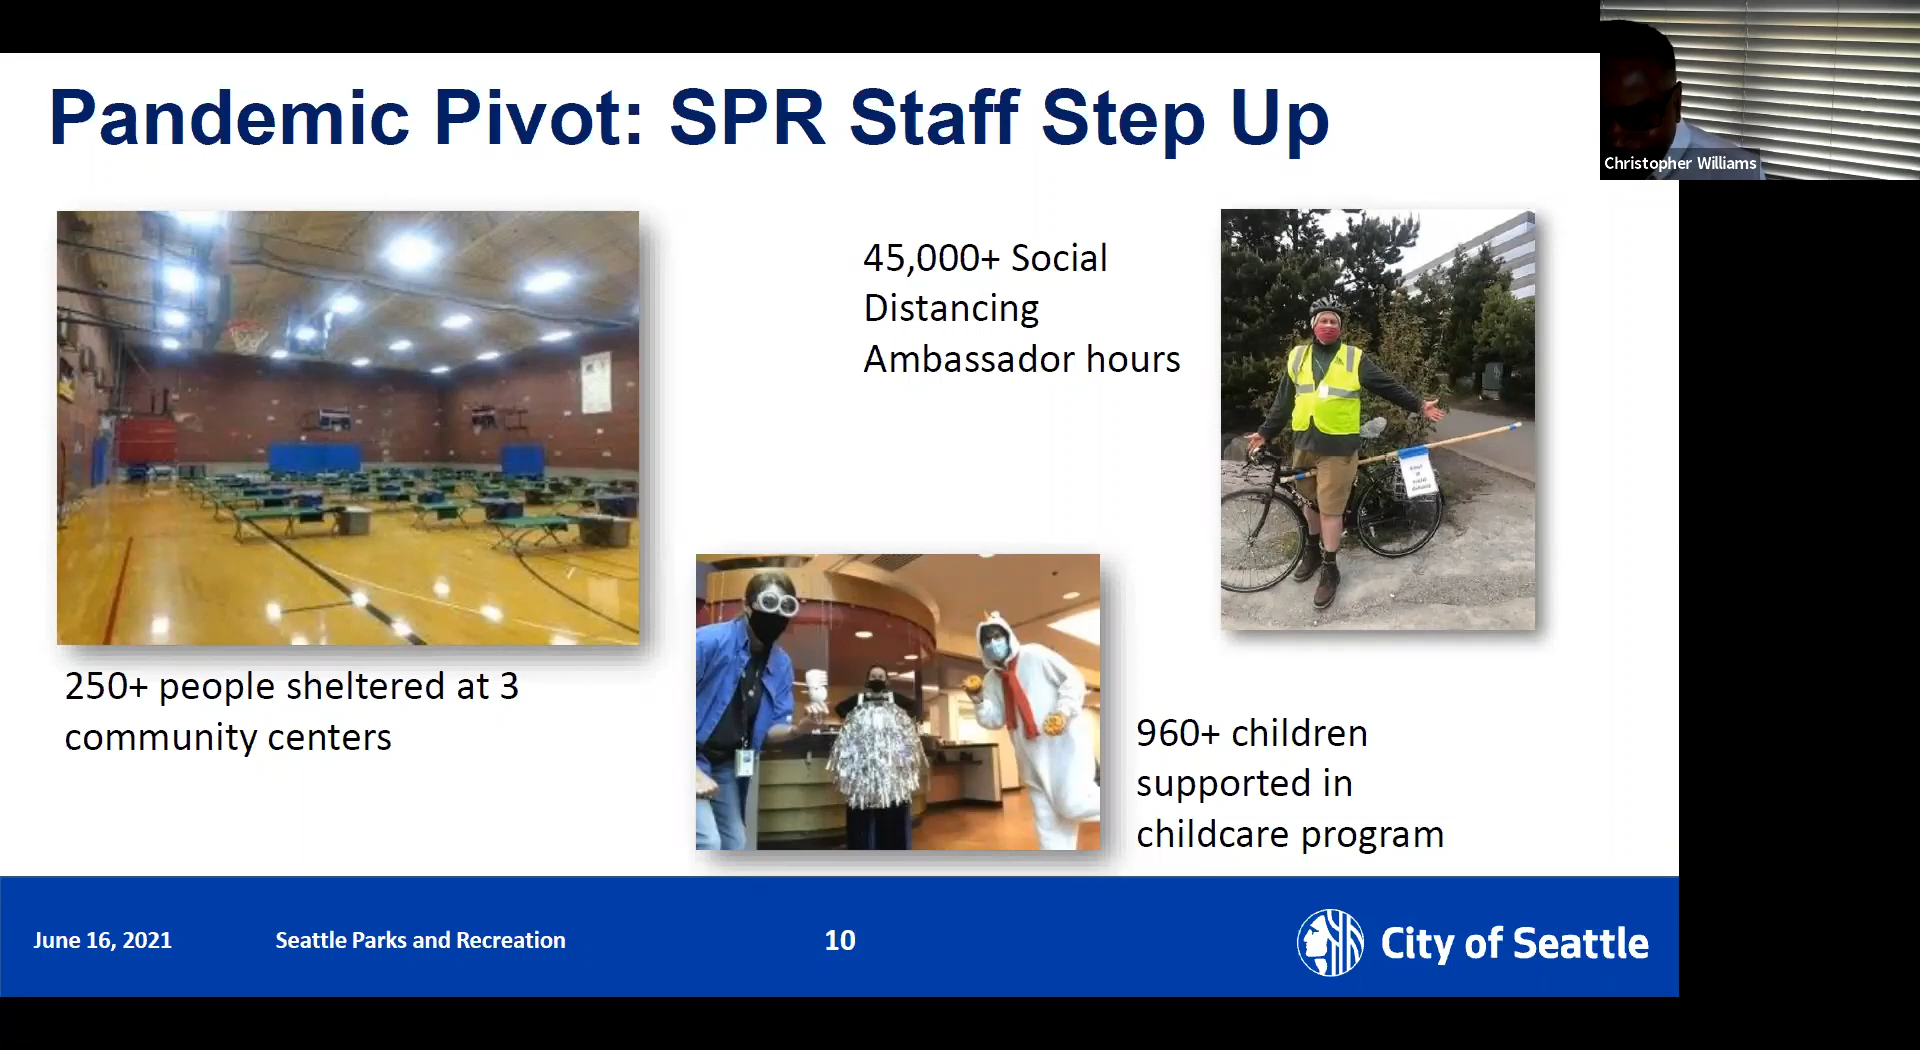 Pandemic Pivot: SPR Staff Step Up
Christopher Williams
45,000+ Social
Distancing
Ambassador hours
250+ people sheltered at 3
community centers
960+ children
supported in
childcare program
June 16, 2021
Seattle Parks and Recreation
10
City of Seattle